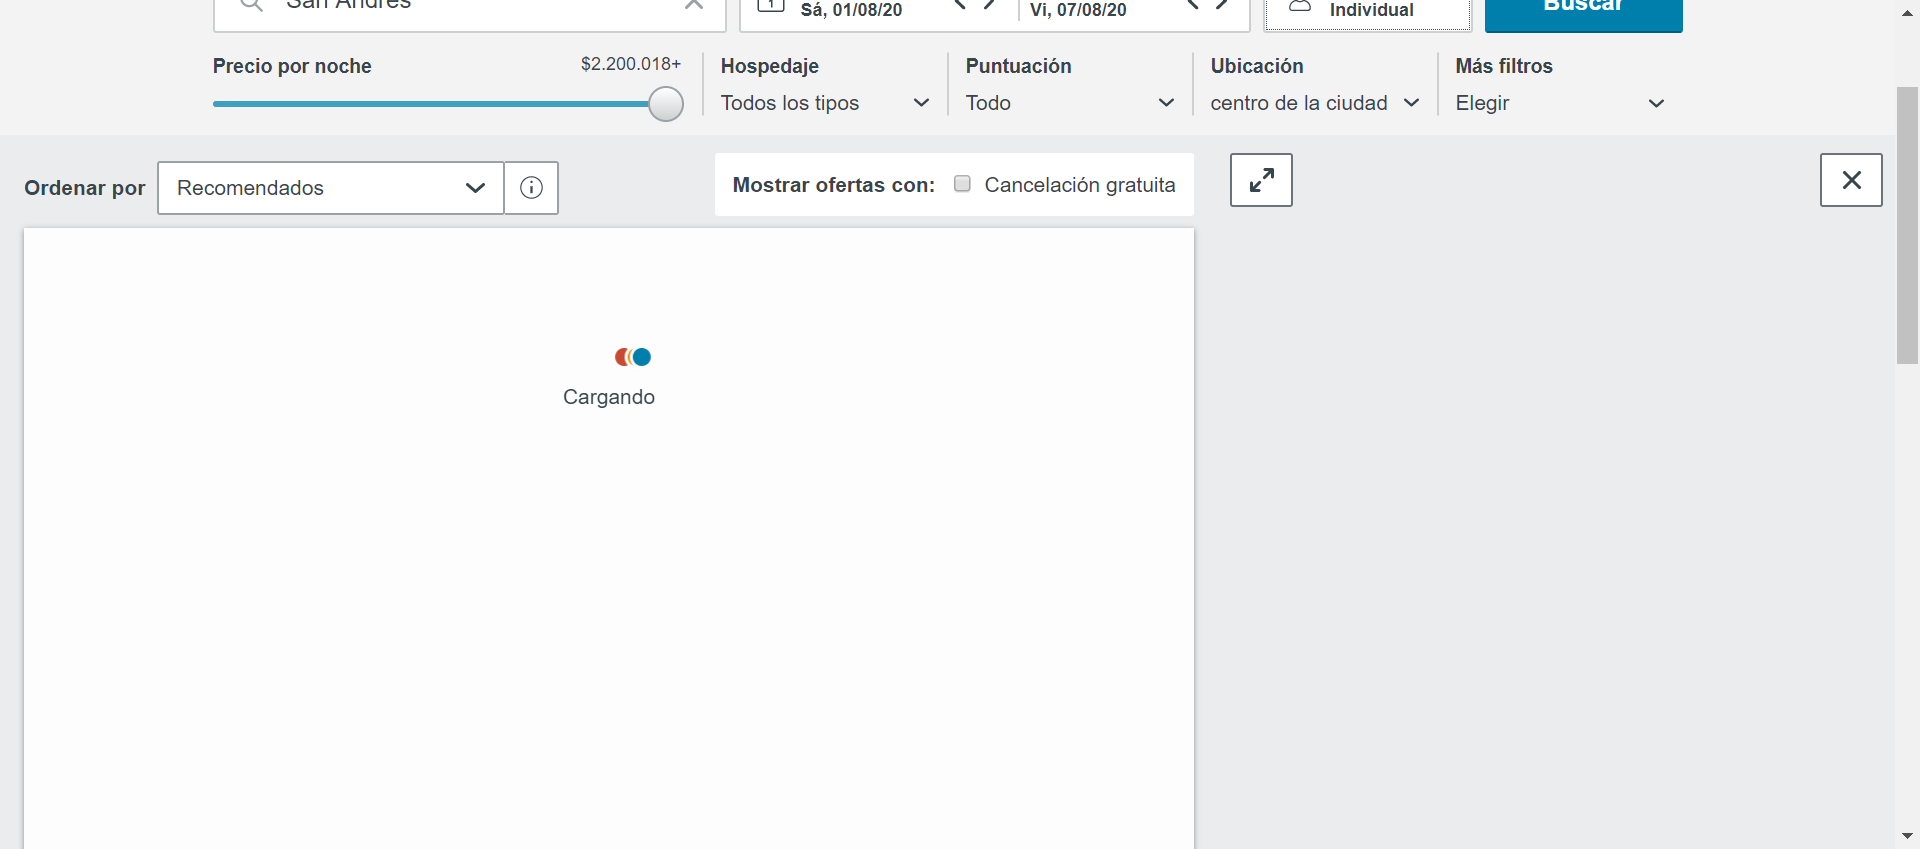 San Andrés
Sá, 01/08/20
Vi, 07/08/20
Individual
Buscar
Precio por noche
$2.200.018+
Hospedaje
Todos los tipos
Puntuación
Todo
Ubicación
centro de la ciudad
Más filtros
Elegir
Ordenar por
Recomendados
Mostrar ofertas con:
Cancelación gratuita
Cargando